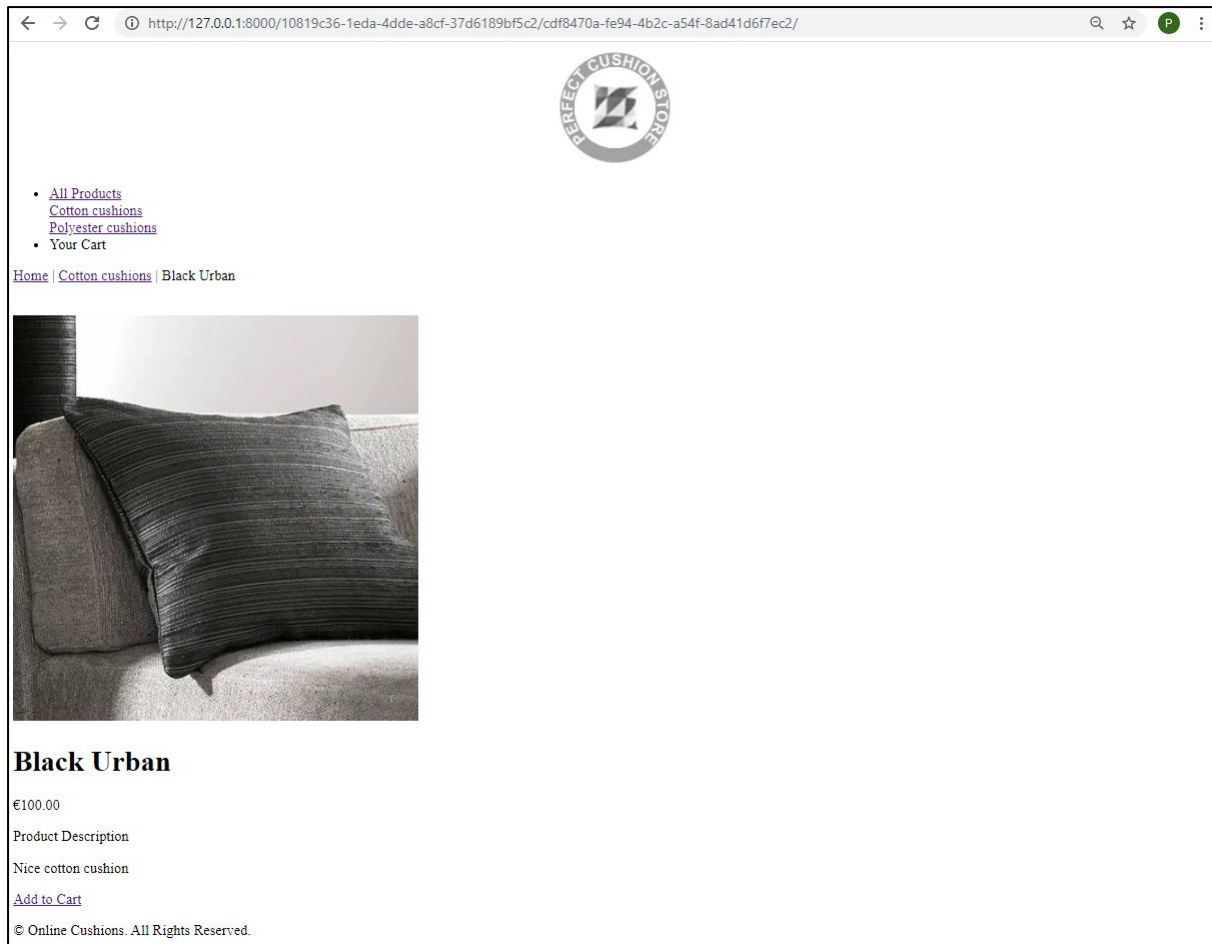 http://127.0.0.1:8000/10819c36-1eda-4dde-a8cf-37d6189bf5c2/cdf8470a-fe94-4b2c-a54f-8ad41d6f7ec2/
P
PERFECT CUSHION STORE
All Products
Cotton cushions
Polyester cushions
Your Cart
Home | Cotton cushions | Black Urban
Black Urban
€100.00
Product Description
Nice cotton cushion
Add to Cart
© Online Cushions. All Rights Reserved.